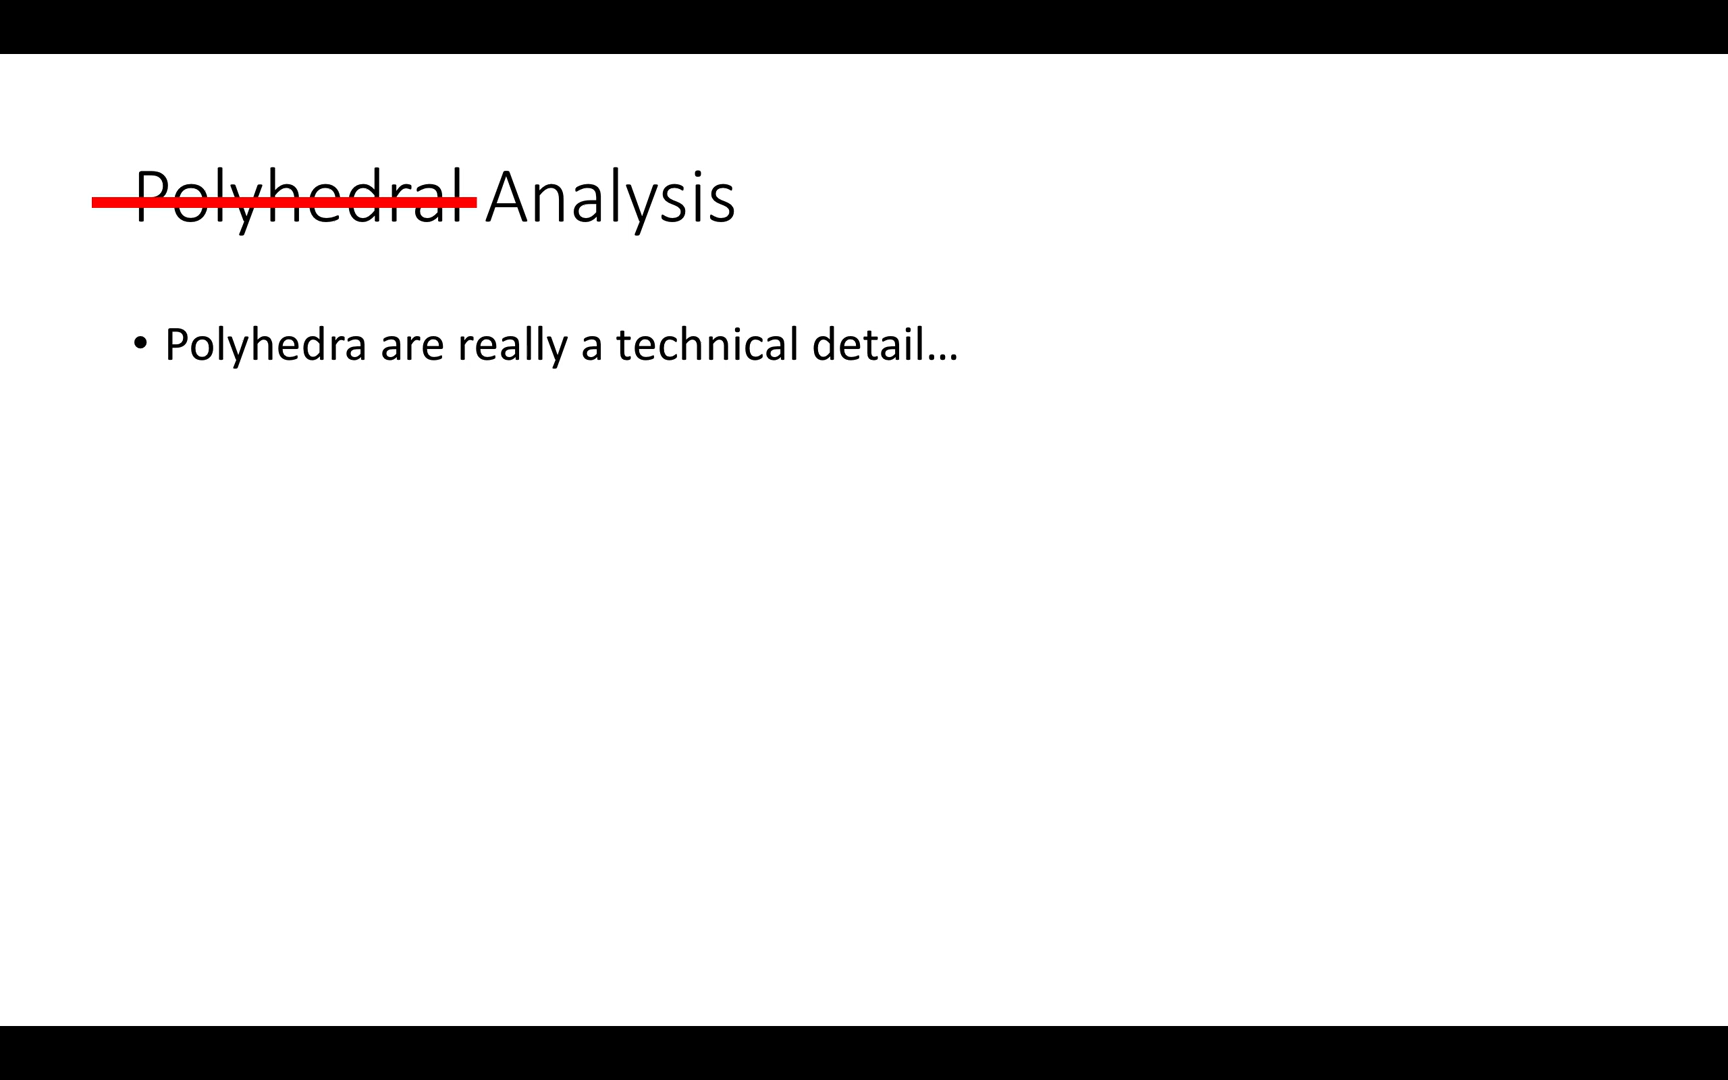 Polyhedral Analysis
• Polyhedra are really a technical detail…